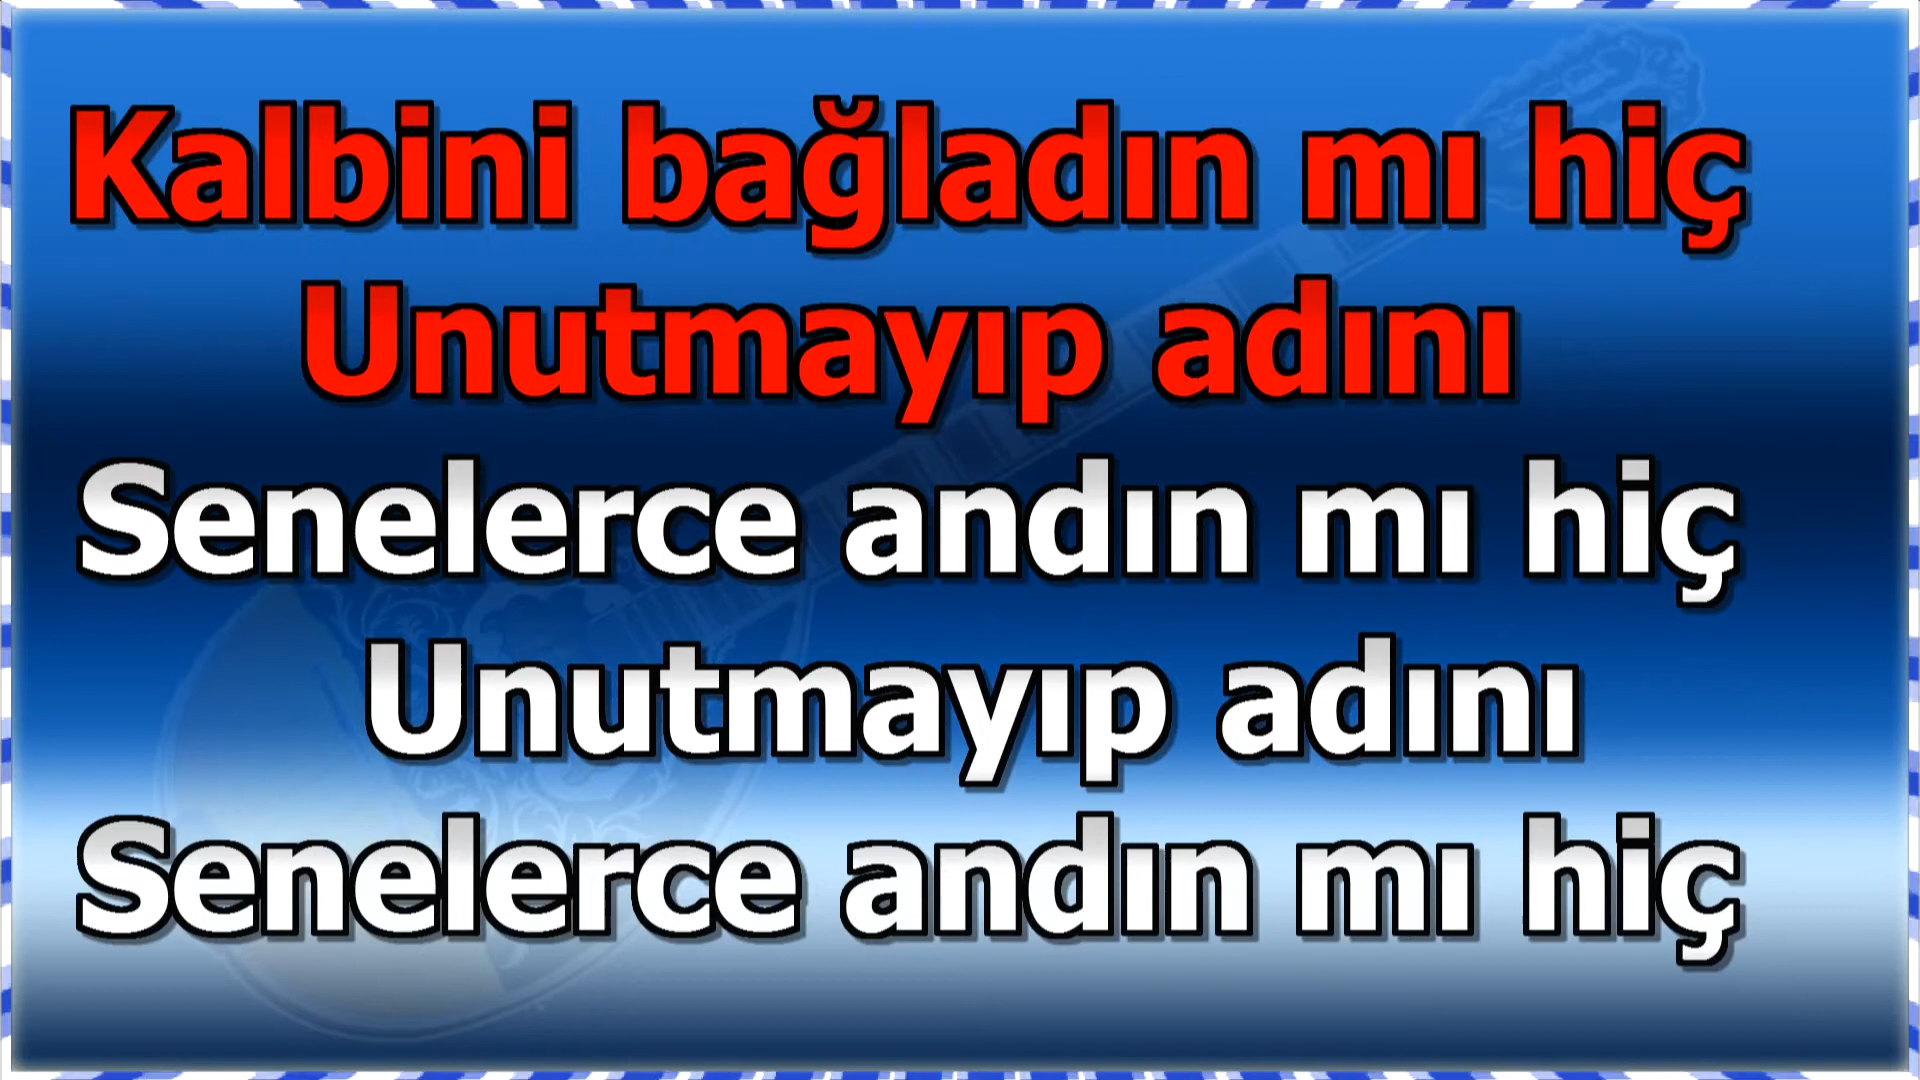 Kalbini bağladın mı hiç
Unutmayıp adını
Senelerce andın mı hiç
Unutmayıp adını
Senelerce andın mı hiç